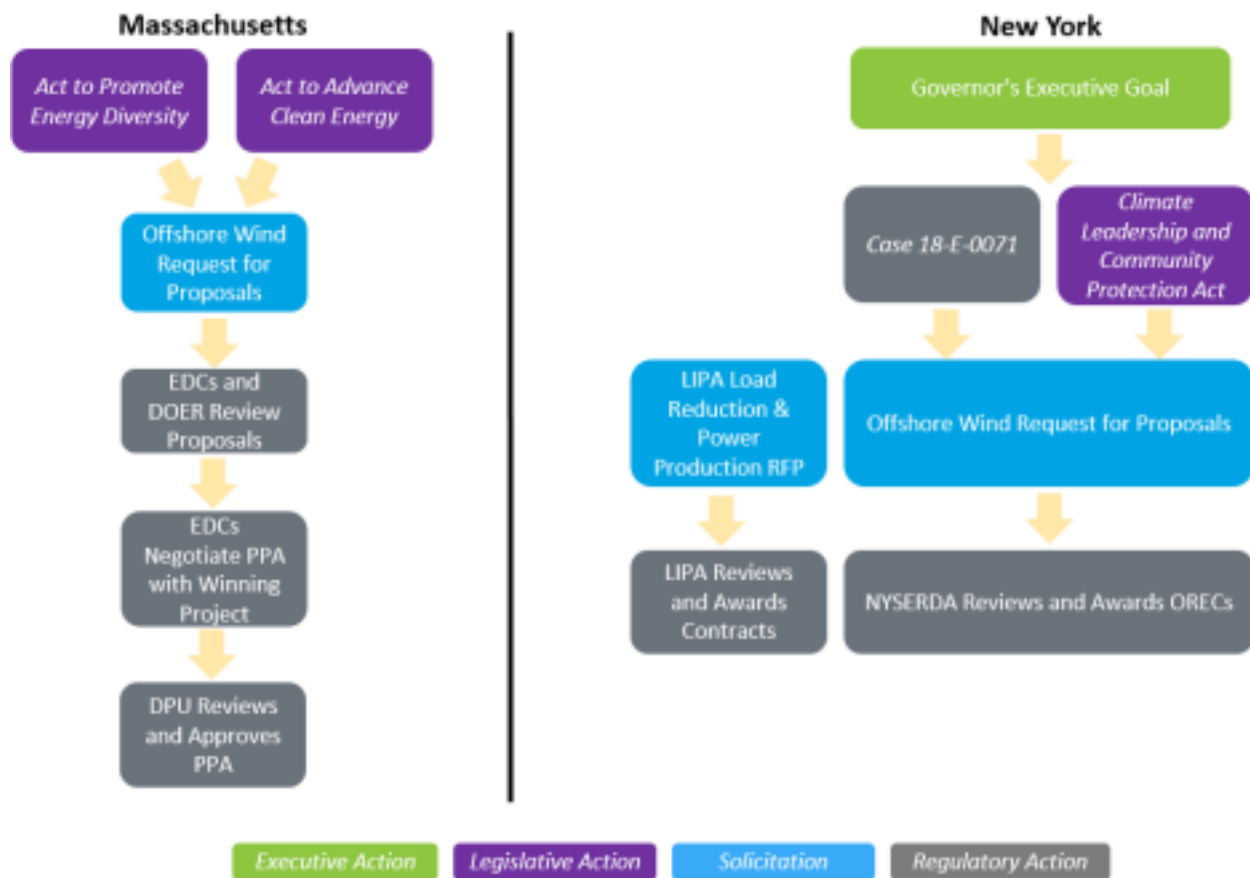 Massachusetts
Act to Promote
Energy Diversity
Act to Advance
Clean Energy
Offshore Wind
Request for
Proposals
EDCs and
DOER Review
Proposals
EDCs
Negotiate PPA
with Winning
Project
DPU Reviews
and Approves
PPA
New York
Governor's Executive Goal
Case 18-E-0071
Climate
Leadership and
Community
Protection Act
LIPA Load
Reduction &
Power
Production RFP
Offshore Wind Request for Proposals
LIPA Reviews
and Awards
Contracts
NYSERDA Reviews and Awards ORECs
Executive Action
Legislative Action
Solicitation
Regulatory Action